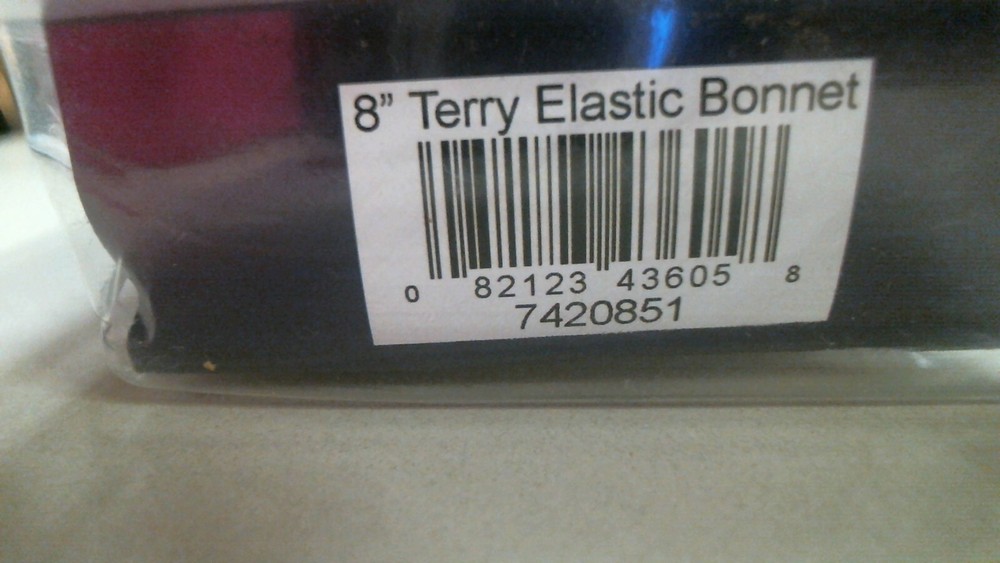 8” Terry Elastic Bonnet
0 82123 43605 8
7420851